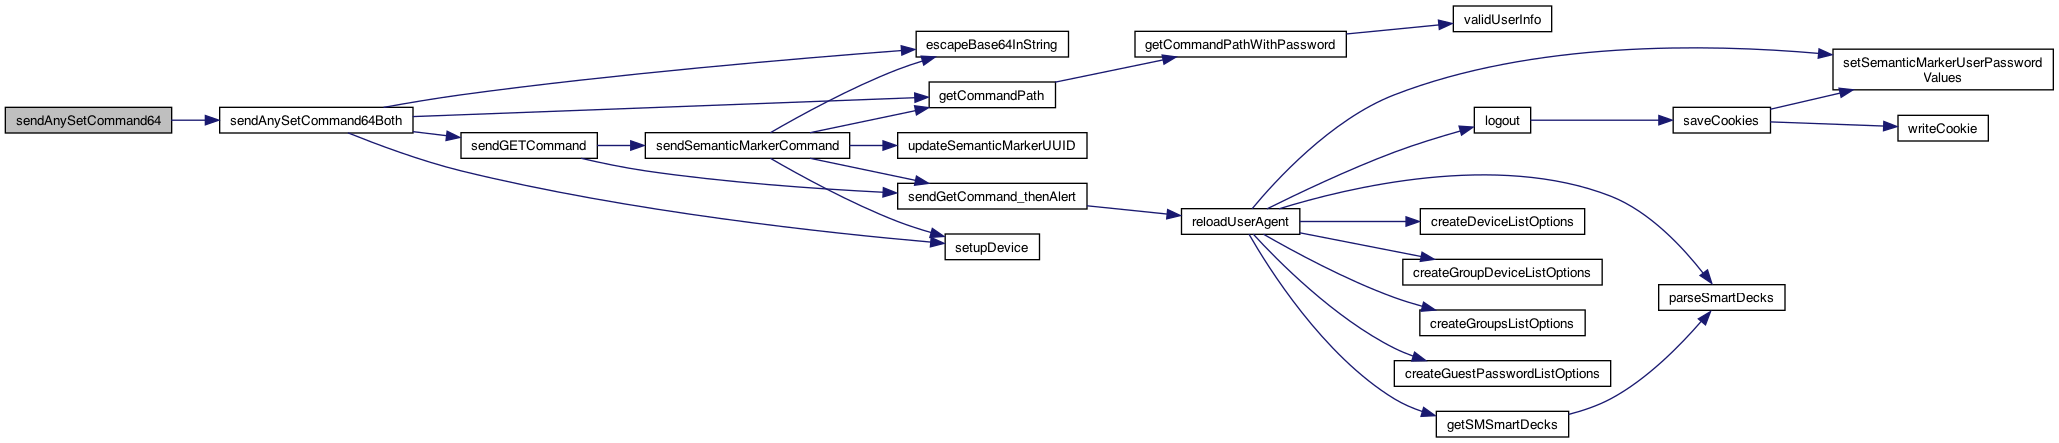 sendAnySetCommand64
sendAnySetCommand64Both
sendGETCommand
sendSemanticMarkerCommand
escapeBase64InString
getCommandPath
updateSemanticMarkerUUID
sendGetCommand_thenAlert
setupDevice
getCommandPathWithPassword
validUserInfo
reloadUserAgent
setSemanticMarkerUserPassword
Values
logout
saveCookies
writeCookie
createDeviceListOptions
createGroupDeviceListOptions
parseSmartDecks
createGroupsListOptions
createGuestPasswordListOptions
getSMSmartDecks